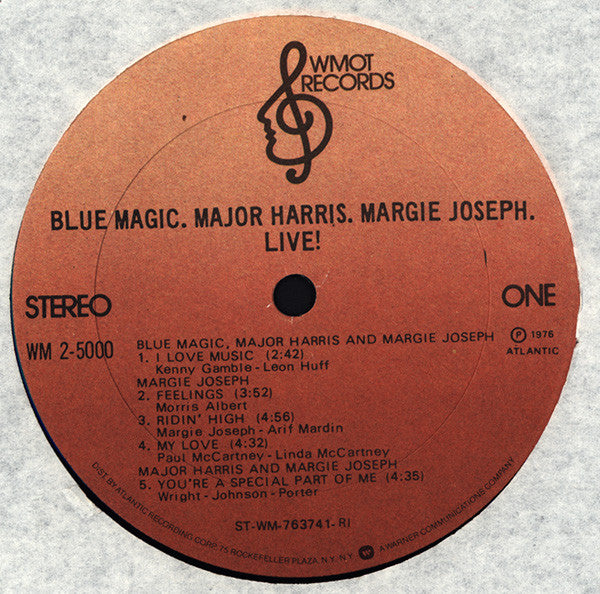 WMOT
RECORDS
BLUE MAGIC. MAJOR HARRIS. MARGIE JOSEPH.
LIVE!
STEREO
ONE
WM 2-5000
Ⓟ 1976
ATLANTIC
BLUE MAGIC, MAJOR HARRIS AND MARGIE JOSEPH
1. I LOVE MUSIC (2:42)
Kenny Gamble - Leon Huff
MARGIE JOSEPH
2. FEELINGS (3:52)
Morris Albert
3. RIDIN' HIGH (4:56)
Margie Joseph - Arif Mardin
4. MY LOVE (4:32)
Paul McCartney - Linda McCartney
MAJOR HARRIS AND MARGIE JOSEPH
5. YOU'RE A SPECIAL PART OF ME (4:35)
Wright - Johnson - Porter
ST-WM-763741-RI
DIST. BY ATLANTIC RECORDING CORP. 75 ROCKEFELLER PLAZA, N.Y. N.Y. W A WARNER COMMUNICATIONS COMPANY